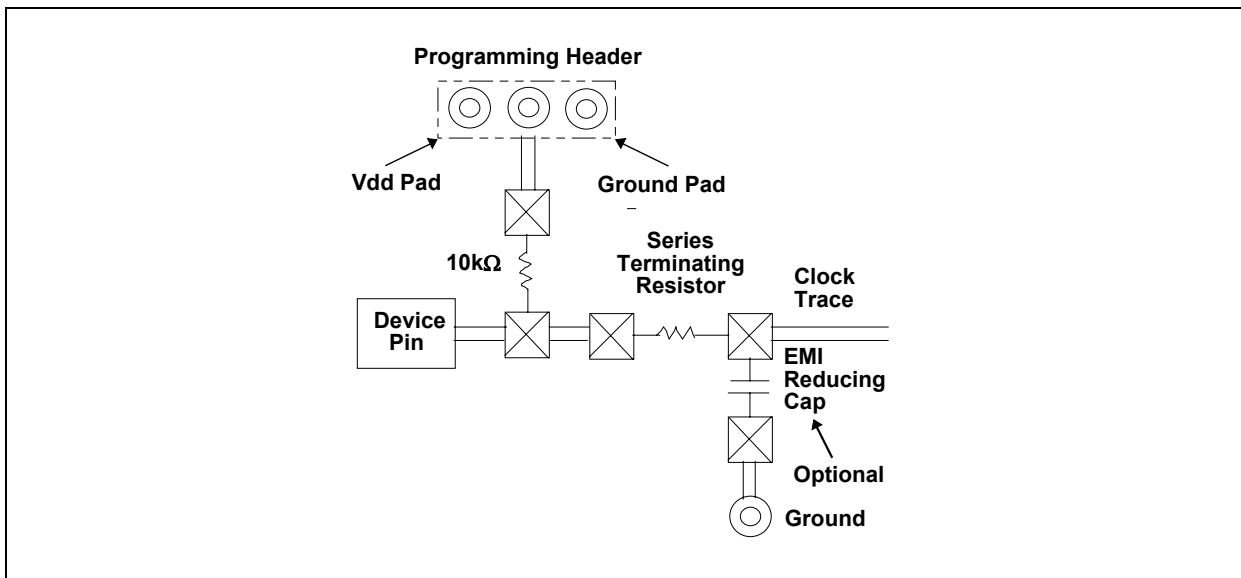 Programming Header
Vdd Pad
Ground Pad
Series
Terminating
Resistor
10kΩ
Clock
Trace
Device
Pin
EMI
Reducing
Cap
Optional
Ground